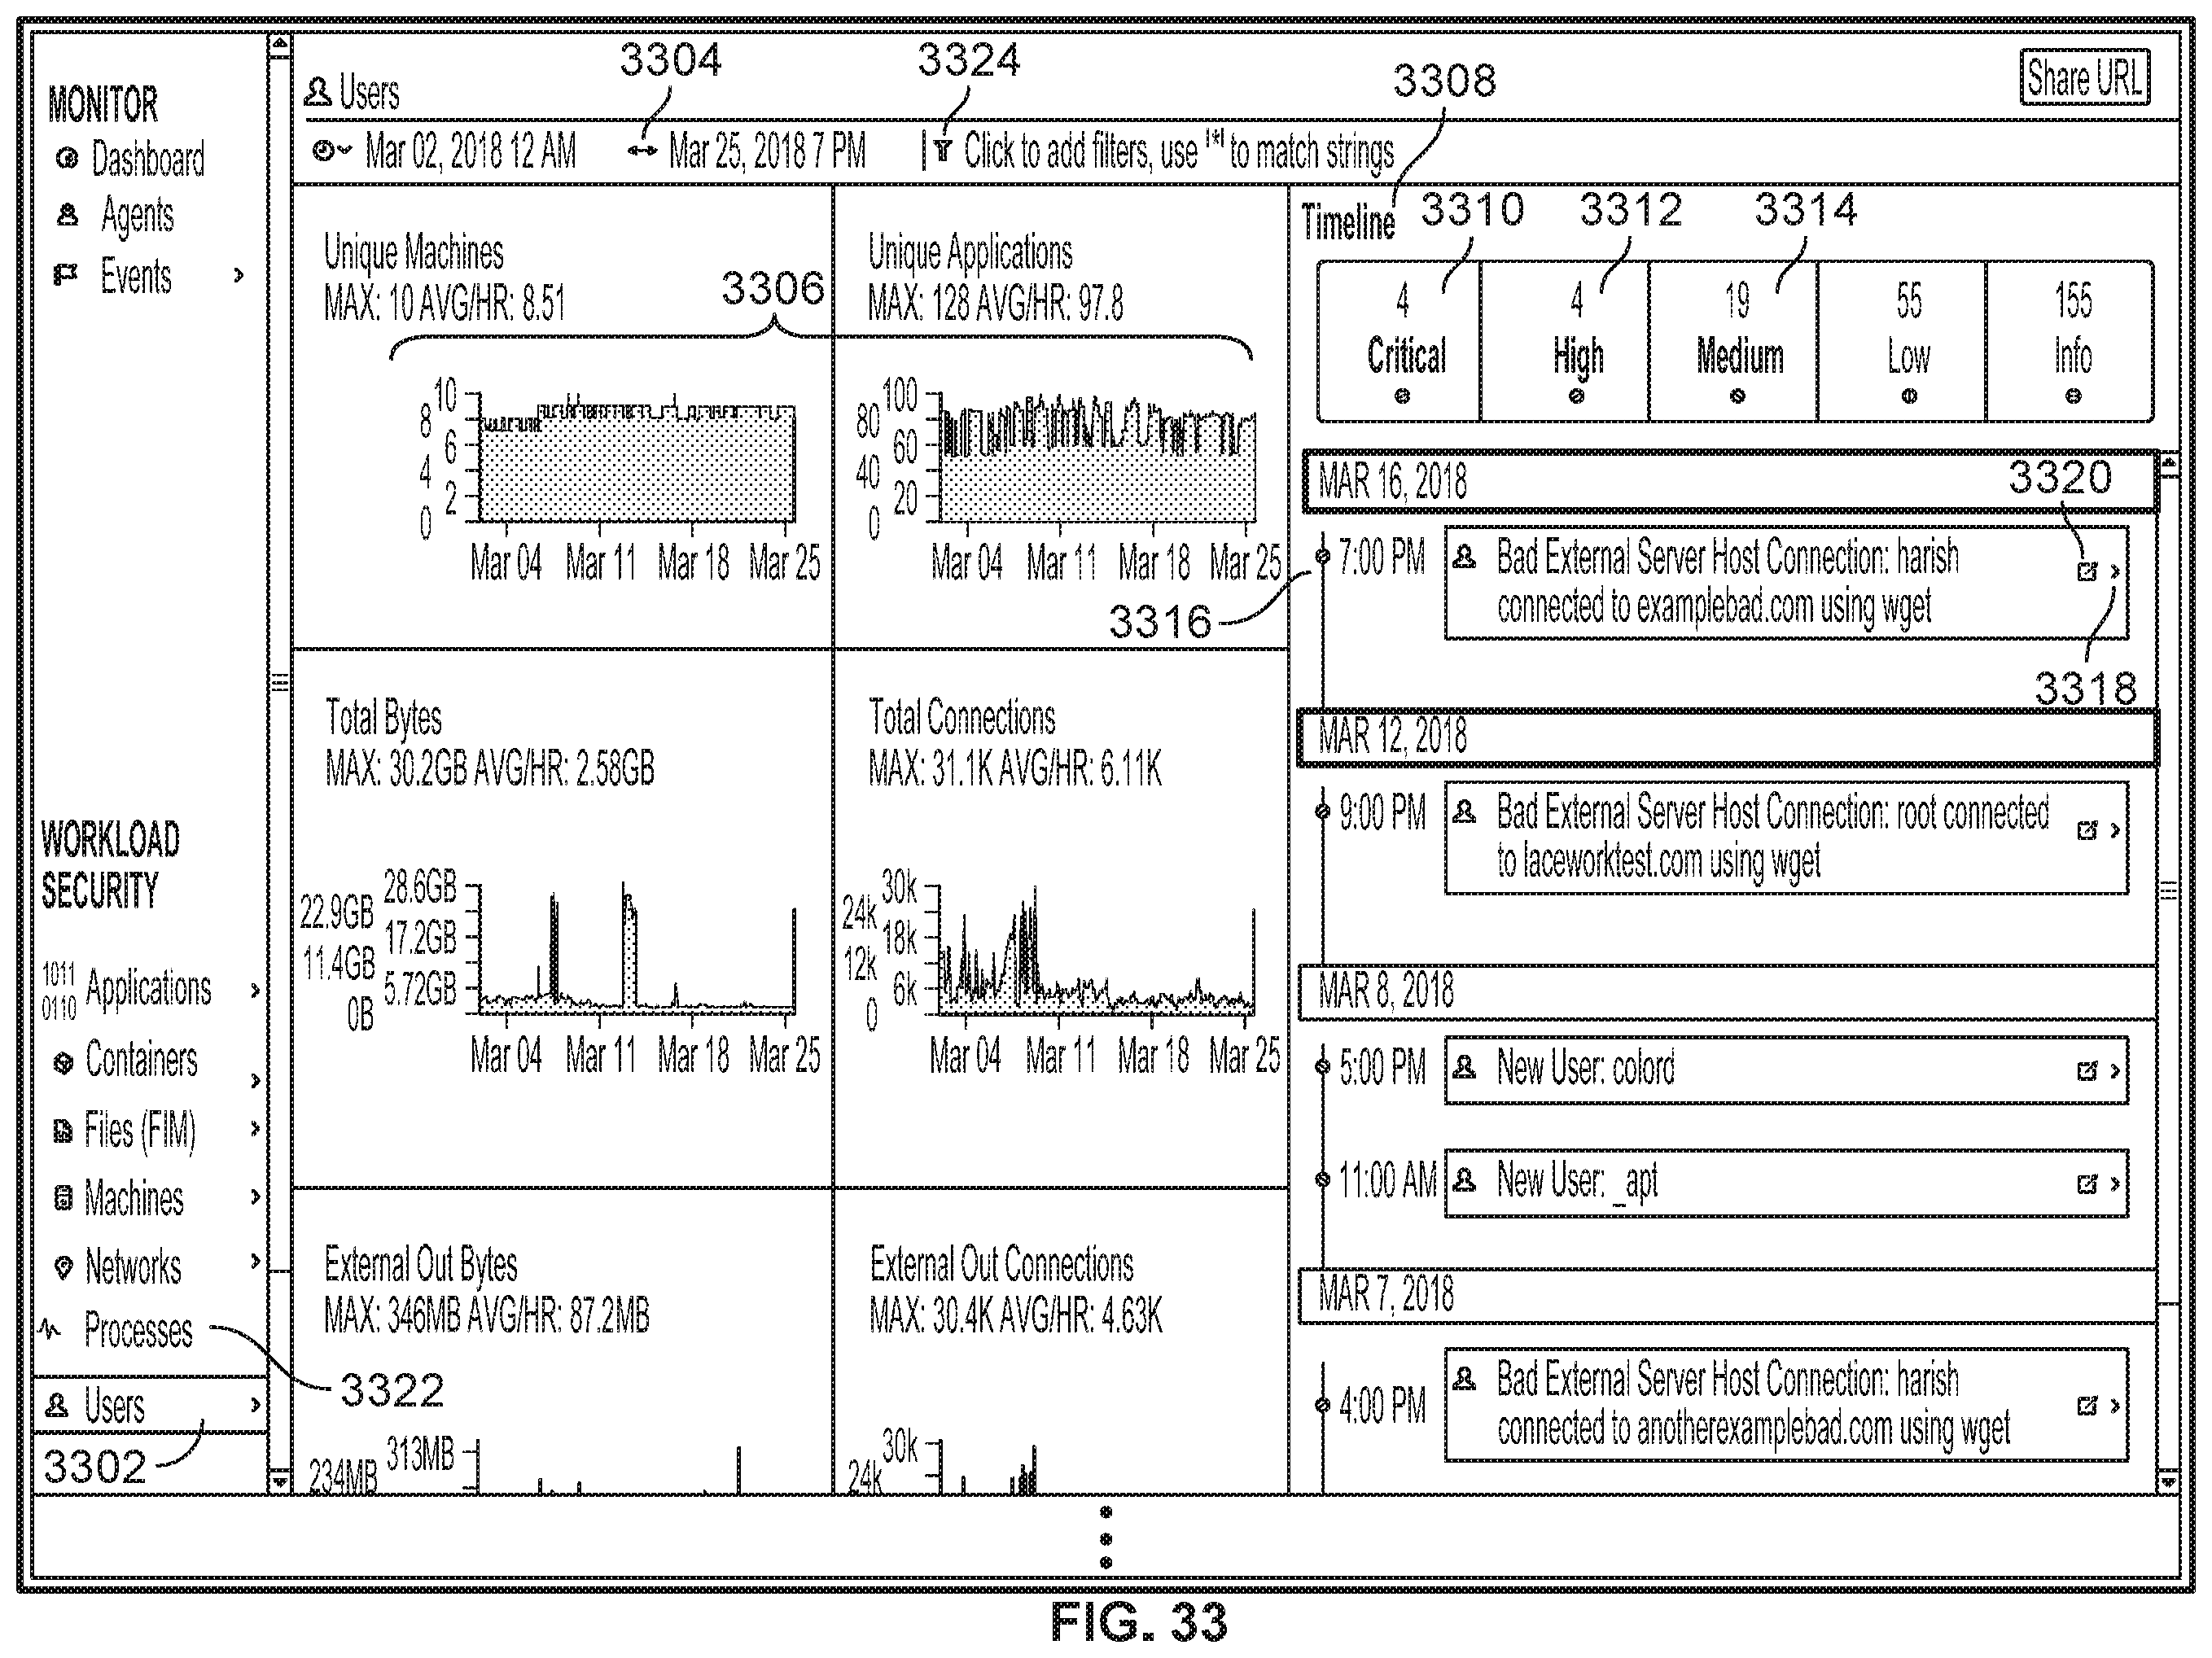 3304
3324
3308
Share URL
Users
Mar 02, 2018 12 AM
Mar 25, 2018 7 PM
Click to add filters, use '*' to match strings
MONITOR
Dashboard
Agents
Events >
WORKLOAD
SECURITY
1011
0110
Applications >
Containers >
Files (FIM) >
Machines >
Networks >
Processes
3322
Users >
3302
Unique Machines
MAX: 10 AVG/HR: 8.51
3306
10
8
6
4
2
0
Mar 04 Mar 11 Mar 18 Mar 25
Unique Applications
MAX: 128 AVG/HR: 97.8
100
80
60
40
20
0
Mar 04 Mar 11 Mar 18 Mar 25
Total Bytes
MAX: 30.2GB AVG/HR: 2.58GB
28.6GB
22.9GB
17.2GB
11.4GB
5.72GB
0B
Mar 04 Mar 11 Mar 18 Mar 25
Total Connections
MAX: 31.1K AVG/HR: 6.11K
30k
24k
18k
12k
6k
0
Mar 04 Mar 11 Mar 18 Mar 25
External Out Bytes
MAX: 346MB AVG/HR: 87.2MB
313MB
234MB
External Out Connections
MAX: 30.4K AVG/HR: 4.63K
30k
24k
Timeline
3310
3312
3314
4
Critical
4
High
19
Medium
55
Low
155
Info
MAR 16, 2018
3320
7:00 PM
3316
Bad External Server Host Connection: harish
connected to examplebad.com using wget
>
3318
MAR 12, 2018
9:00 PM
Bad External Server Host Connection: root connected
to laceworktest.com using wget
>
MAR 8, 2018
5:00 PM
New User: colord >
11:00 AM
New User: _apt >
MAR 7, 2018
4:00 PM
Bad External Server Host Connection: harish
connected to anotherexamplebad.com using wget
>
FIG. 33